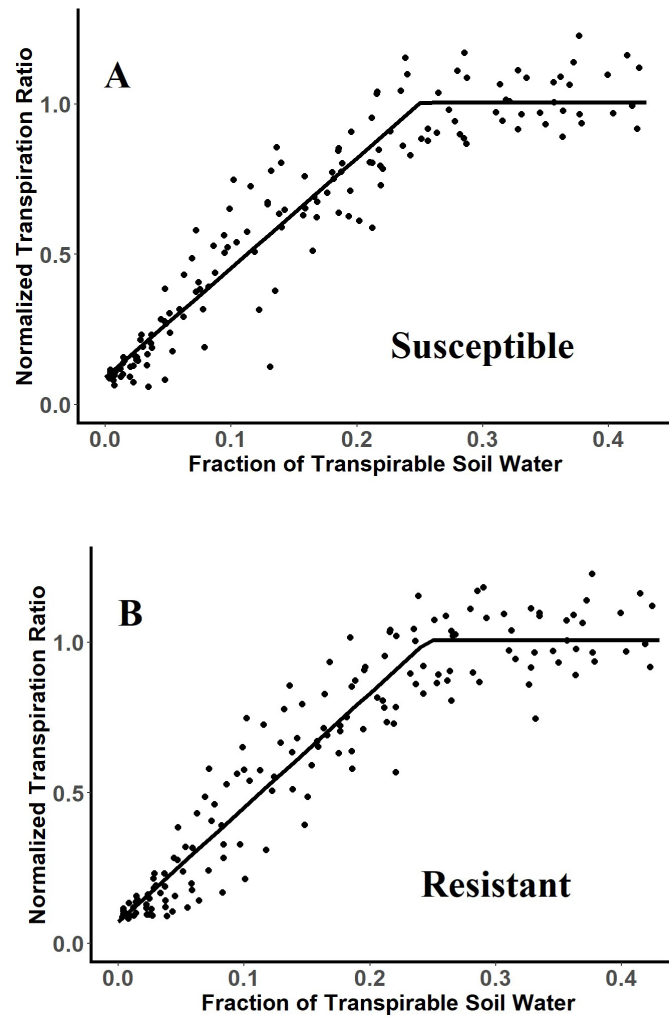 A
Normalized Transpiration Ratio
1.0
0.5
0.0
Susceptible
0.0 0.1 0.2 0.3 0.4
Fraction of Transpirable Soil Water
B
Normalized Transpiration Ratio
1.0
0.5
0.0
Resistant
0.0 0.1 0.2 0.3 0.4
Fraction of Transpirable Soil Water